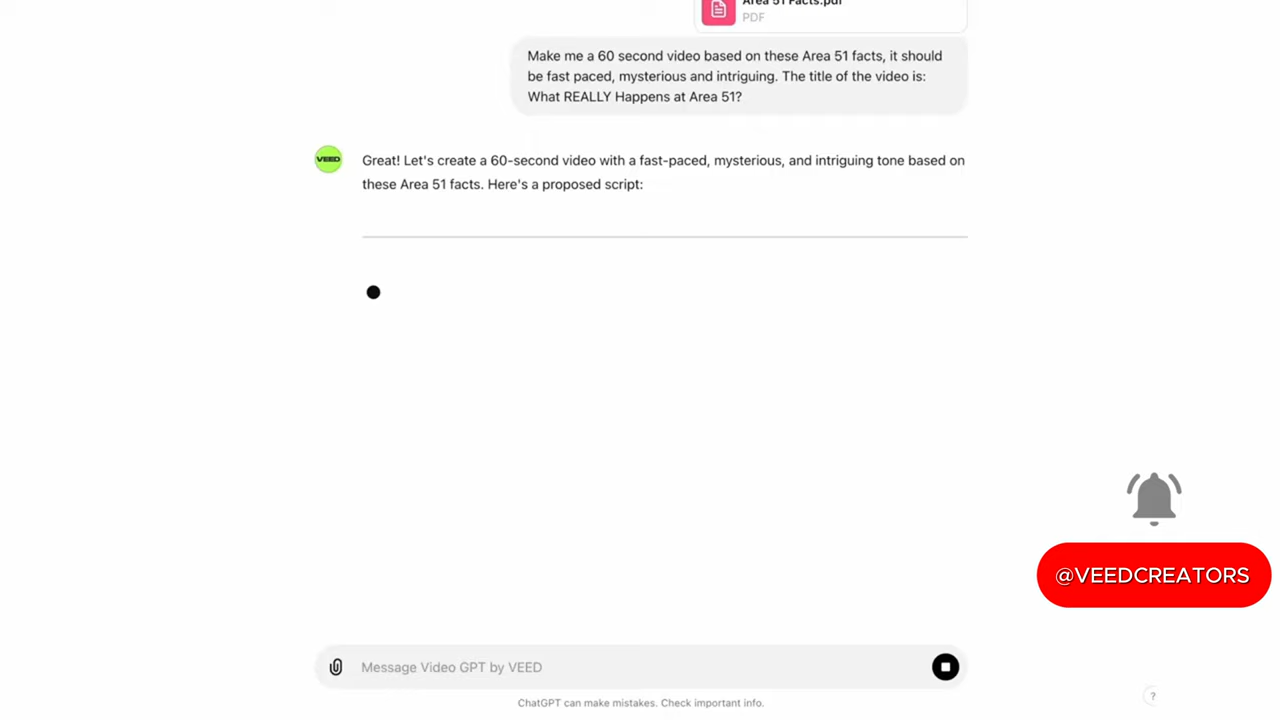 Area 51 Facts.pdf
PDF
Make me a 60 second video based on these Area 51 facts, it should
be fast paced, mysterious and intriguing. The title of the video is:
What REALLY Happens at Area 51?
VEED
Great! Let's create a 60-second video with a fast-paced, mysterious, and intriguing tone based on
these Area 51 facts. Here's a proposed script:
@VEEDCREATORS
Message Video GPT by VEED
ChatGPT can make mistakes. Check important info.
?